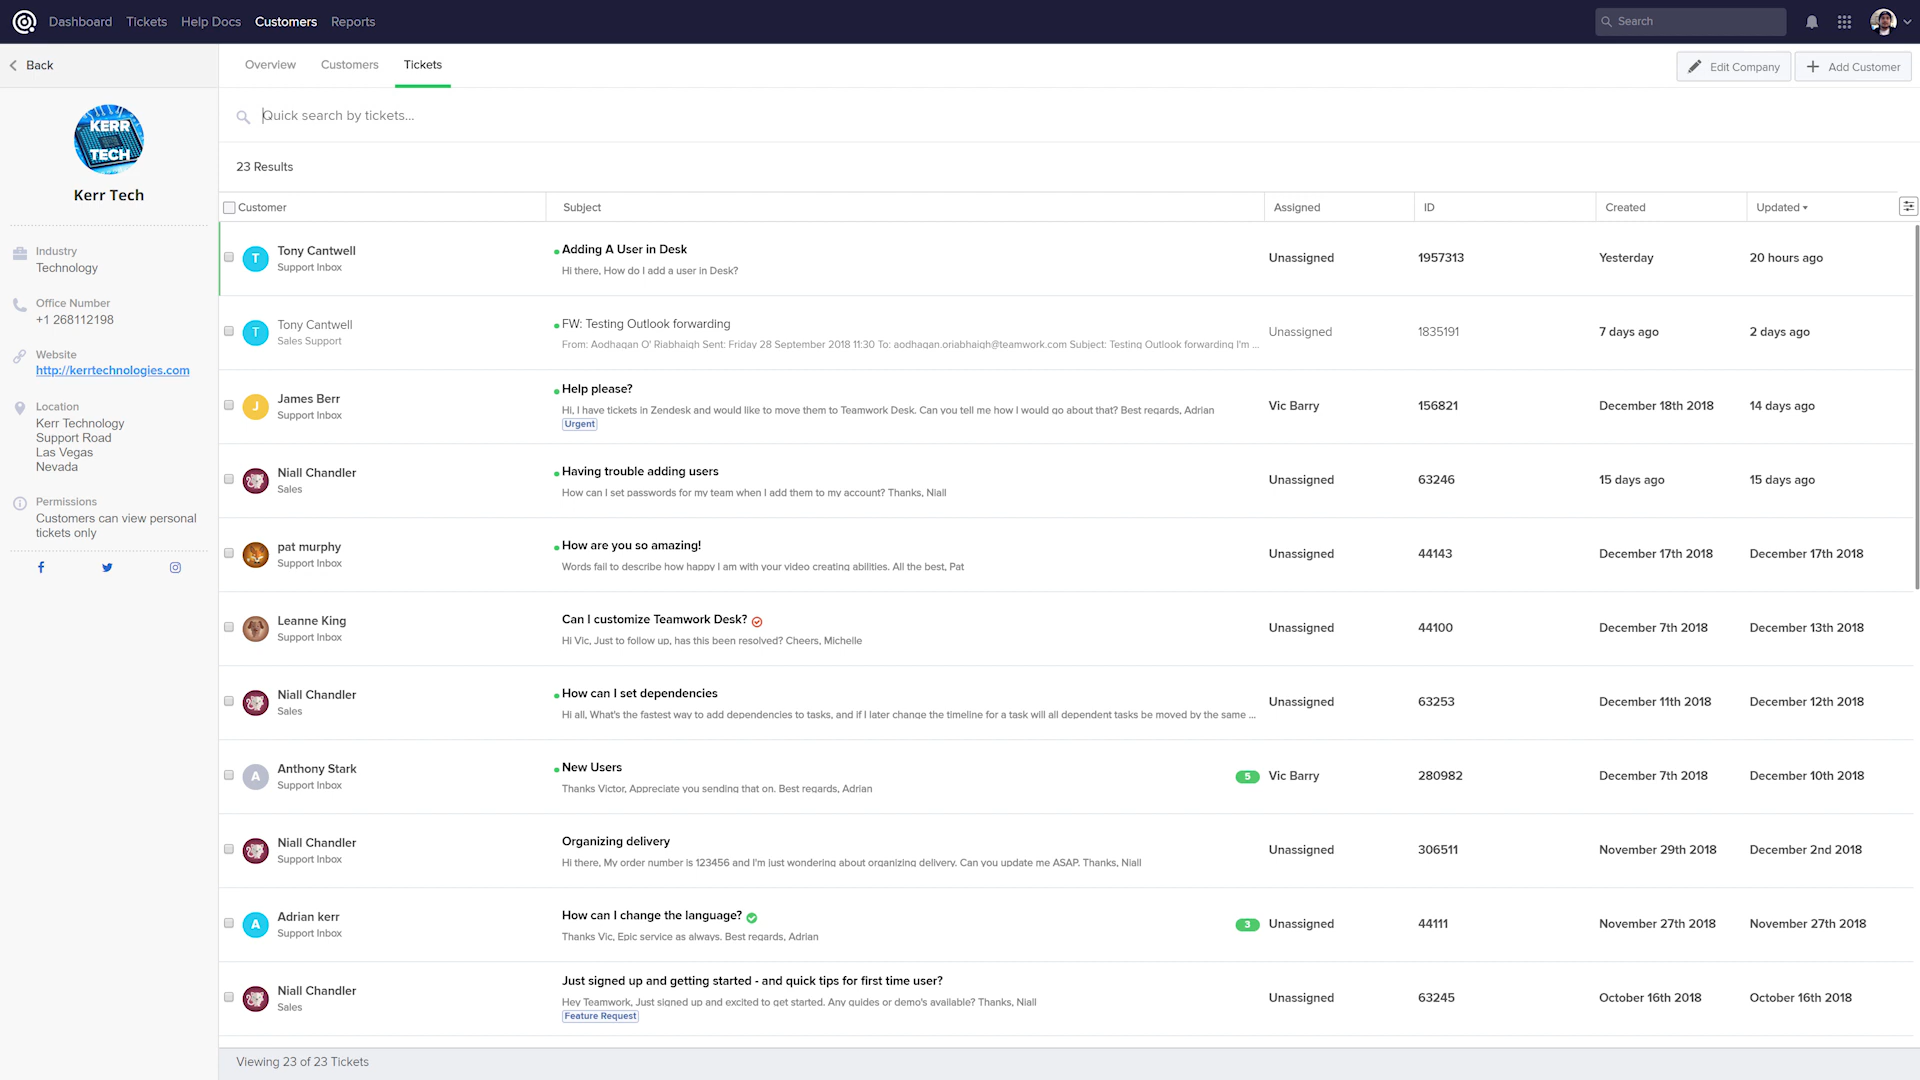 Dashboard Tickets Help Docs Customers Reports Search
Back
Overview Customers Tickets Edit Company Add Customer
Quick search by tickets...
23 Results
KERR
TECH
Kerr Tech
Industry
Technology
Office Number
+1 268112198
Website
http://kerrtechnologies.com
Location
Kerr Technology
Support Road
Las Vegas
Nevada
Permissions
Customers can view personal
tickets only
Customer Subject Assigned ID Created Updated
T Tony Cantwell
Support Inbox
Adding A User in Desk
Hi there, How do I add a user in Desk?
Unassigned 1957313 Yesterday 20 hours ago
T Tony Cantwell
Sales Support
FW: Testing Outlook forwarding
From: Aodhagan O' Riabhaigh Sent: Friday 28 September 2018 11:30 To: aodhagan.oriabhaigh@teamwork.com Subject: Testing Outlook forwarding I'm ...
Unassigned 1835191 7 days ago 2 days ago
J James Berr
Support Inbox
Help please?
Hi, I have tickets in Zendesk and would like to move them to Teamwork Desk. Can you tell me how I would go about that? Best regards, Adrian
Urgent
Vic Barry 156821 December 18th 2018 14 days ago
Niall Chandler
Sales
Having trouble adding users
How can I set passwords for my team when I add them to my account? Thanks, Niall
Unassigned 63246 15 days ago 15 days ago
pat murphy
Support Inbox
How are you so amazing!
Words fail to describe how happy I am with your video creating abilities. All the best, Pat
Unassigned 44143 December 17th 2018 December 17th 2018
Leanne King
Support Inbox
Can I customize Teamwork Desk?
Hi Vic, Just to follow up, has this been resolved? Cheers, Michelle
Unassigned 44100 December 7th 2018 December 13th 2018
Niall Chandler
Sales
How can I set dependencies
Hi all, What's the fastest way to add dependencies to tasks, and if I later change the timeline for a task will all dependent tasks be moved by the same ...
Unassigned 63253 December 11th 2018 December 12th 2018
A Anthony Stark
Support Inbox
New Users
Thanks Victor, Appreciate you sending that on. Best regards, Adrian
5 Vic Barry 280982 December 7th 2018 December 10th 2018
Niall Chandler
Support Inbox
Organizing delivery
Hi there, My order number is 123456 and I'm just wondering about organizing delivery. Can you update me ASAP. Thanks, Niall
Unassigned 306511 November 29th 2018 December 2nd 2018
A Adrian kerr
Support Inbox
How can I change the language?
Thanks Vic, Epic service as always. Best regards, Adrian
3 Unassigned 44111 November 27th 2018 November 27th 2018
Niall Chandler
Sales
Just signed up and getting started - and quick tips for first time user?
Hey Teamwork, Just signed up and excited to get started. Any guides or demo's available? Thanks, Niall
Feature Request
Unassigned 63245 October 16th 2018 October 16th 2018
Viewing 23 of 23 Tickets